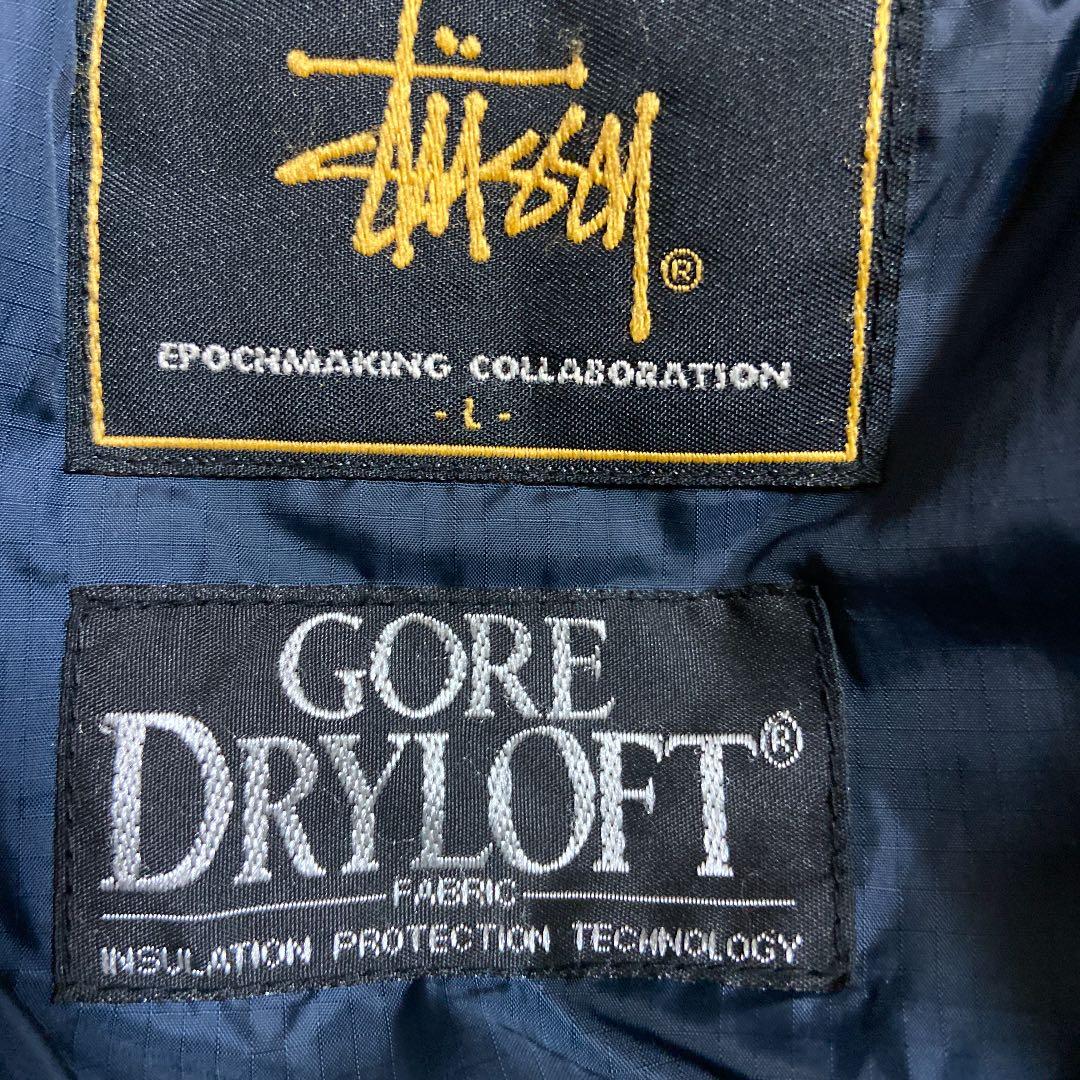 stüssy®
EPOCHMAKING COLLABORATION
- L -
GORE
DRYLOFT®
FABRIC
INSULATION PROTECTION TECHNOLOGY